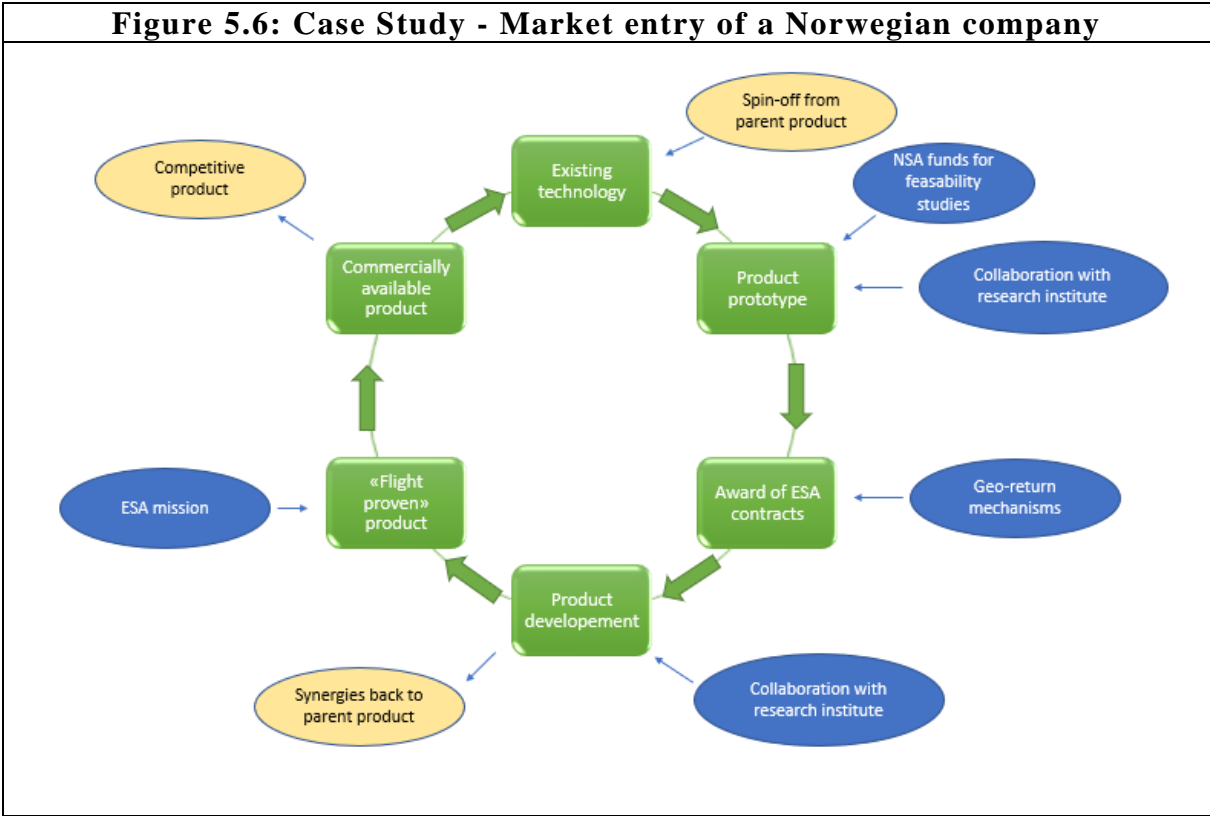 Figure 5.6: Case Study - Market entry of a Norwegian company
Spin-off from
parent product
Existing
technology
NSA funds for
feasability
studies
Competitive
product
Commercially
available
product
Product
prototype
Collaboration with
research institute
ESA mission
«Flight
proven»
product
Award of ESA
contracts
Geo-return
mechanisms
Product
developement
Synergies back to
parent product
Collaboration with
research institute